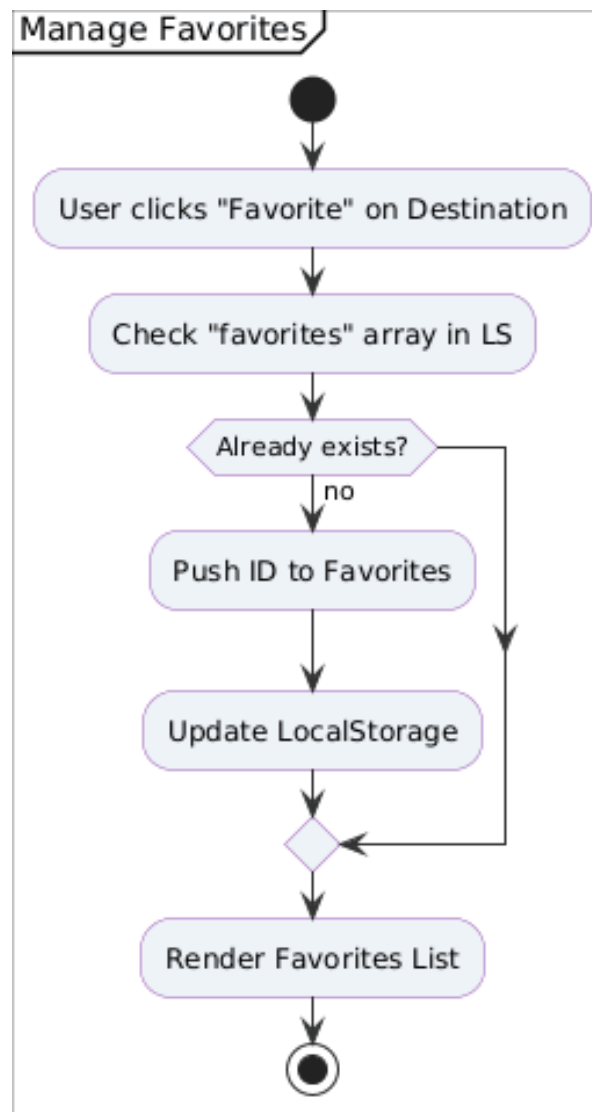 Manage Favorites
User clicks "Favorite" on Destination
Check "favorites" array in LS
Already exists?
no
Push ID to Favorites
Update LocalStorage
Render Favorites List